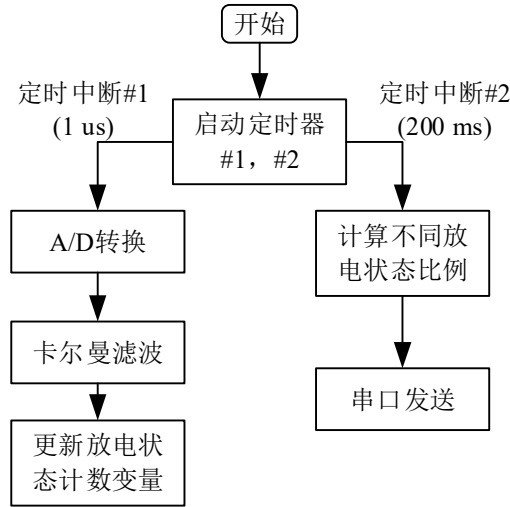 开始
定时中断#1
(1 us)
启动定时器
#1，#2
定时中断#2
(200 ms)
A/D转换
卡尔曼滤波
更新放电状
态计数变量
计算不同放
电状态比例
串口发送